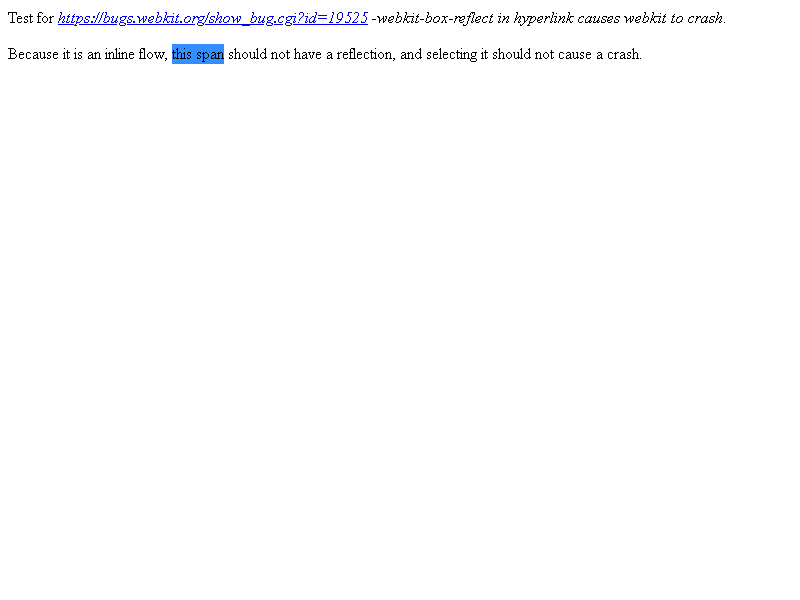 Test for https://bugs.webkit.org/show_bug.cgi?id=19525 -webkit-box-reflect in hyperlink causes webkit to crash.
Because it is an inline flow, this span should not have a reflection, and selecting it should not cause a crash.